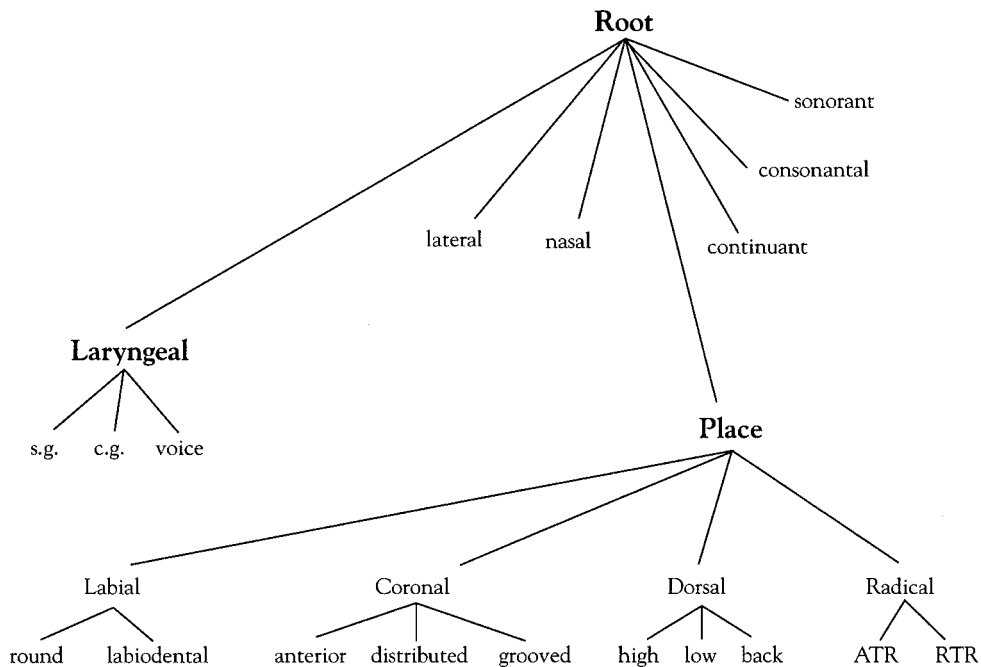 Root
sonorant
consonantal
lateral nasal continuant
Laryngeal
s.g. c.g. voice
Place
Labial Coronal Dorsal Radical
round labiodental anterior distributed grooved high low back ATR RTR